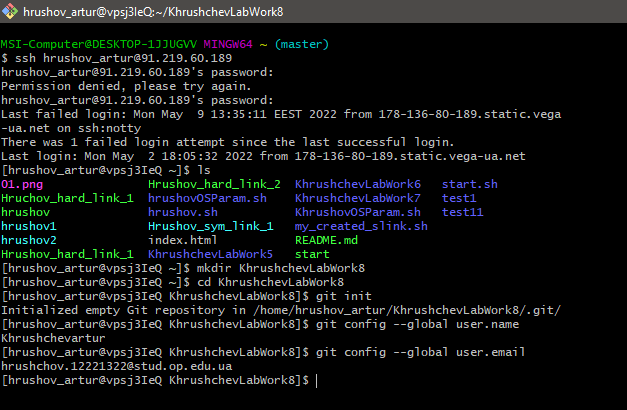 hrushov_artur@vpsj3IeQ:~/KhrushchevLabWork8
MSI-Computer@DESKTOP-1JJUGVV MINGW64 ~ (master)
$ ssh hrushov_artur@91.219.60.189
hrushov_artur@91.219.60.189's password:
Permission denied, please try again.
hrushov_artur@91.219.60.189's password:
Last failed login: Mon May  9 13:35:11 EEST 2022 from 178-136-80-189.static.vega
-ua.net on ssh:notty
There was 1 failed login attempt since the last successful login.
Last login: Mon May  2 18:05:32 2022 from 178-136-80-189.static.vega-ua.net
[hrushov_artur@vpsj3IeQ ~]$ ls
01.png Hrushov_hard_link_2 KhrushchevLabWork6 start.sh
Hruchov_hard_link_1 hrushovOSParam.sh KhrushchevLabWork7 test1
hrushov hrushov.sh KhrushovOSParam.sh test11
hrushov1 Hrushov_sym_link_1 my_created_slink.sh
hrushov2 index.html README.md
Hrushov_hard_link_1 KhrushchevLabWork5 start
[hrushov_artur@vpsj3IeQ ~]$ mkdir KhrushchevLabWork8
[hrushov_artur@vpsj3IeQ ~]$ cd KhrushchevLabWork8
[hrushov_artur@vpsj3IeQ KhrushchevLabWork8]$ git init
Initialized empty Git repository in /home/hrushov_artur/KhrushchevLabWork8/.git/
[hrushov_artur@vpsj3IeQ KhrushchevLabWork8]$ git config --global user.name
Khrushchevartur
[hrushov_artur@vpsj3IeQ KhrushchevLabWork8]$ git config --global user.email
hrushchov.12221322@stud.op.edu.ua
[hrushov_artur@vpsj3IeQ KhrushchevLabWork8]$